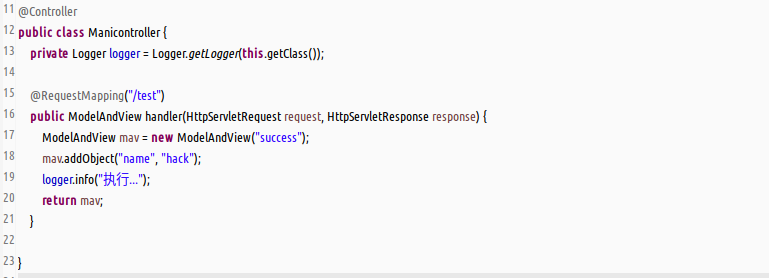 11 @Controller
12 public class Manicontroller {
13 private Logger logger = Logger.getLogger(this.getClass());
14
15 @RequestMapping("/test")
16 public ModelAndView handler(HttpServletRequest request, HttpServletResponse response) {
17 ModelAndView mav = new ModelAndView("success");
18 mav.addObject("name", "hack");
19 logger.info("执行...");
20 return mav;
21 }
22
23 }